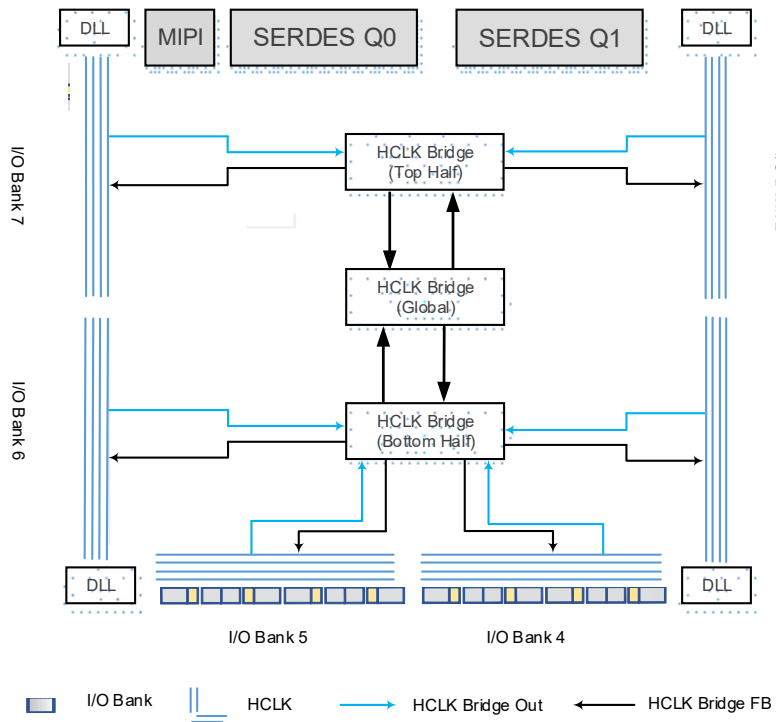 DLL
MIPI
SERDES Q0
SERDES Q1
DLL
I/O Bank 7
HCLK Bridge
(Top Half)
HCLK Bridge
(Global)
I/O Bank 6
HCLK Bridge
(Bottom Half)
DLL
DLL
I/O Bank 5
I/O Bank 4
I/O Bank
HCLK
HCLK Bridge Out
HCLK Bridge FB